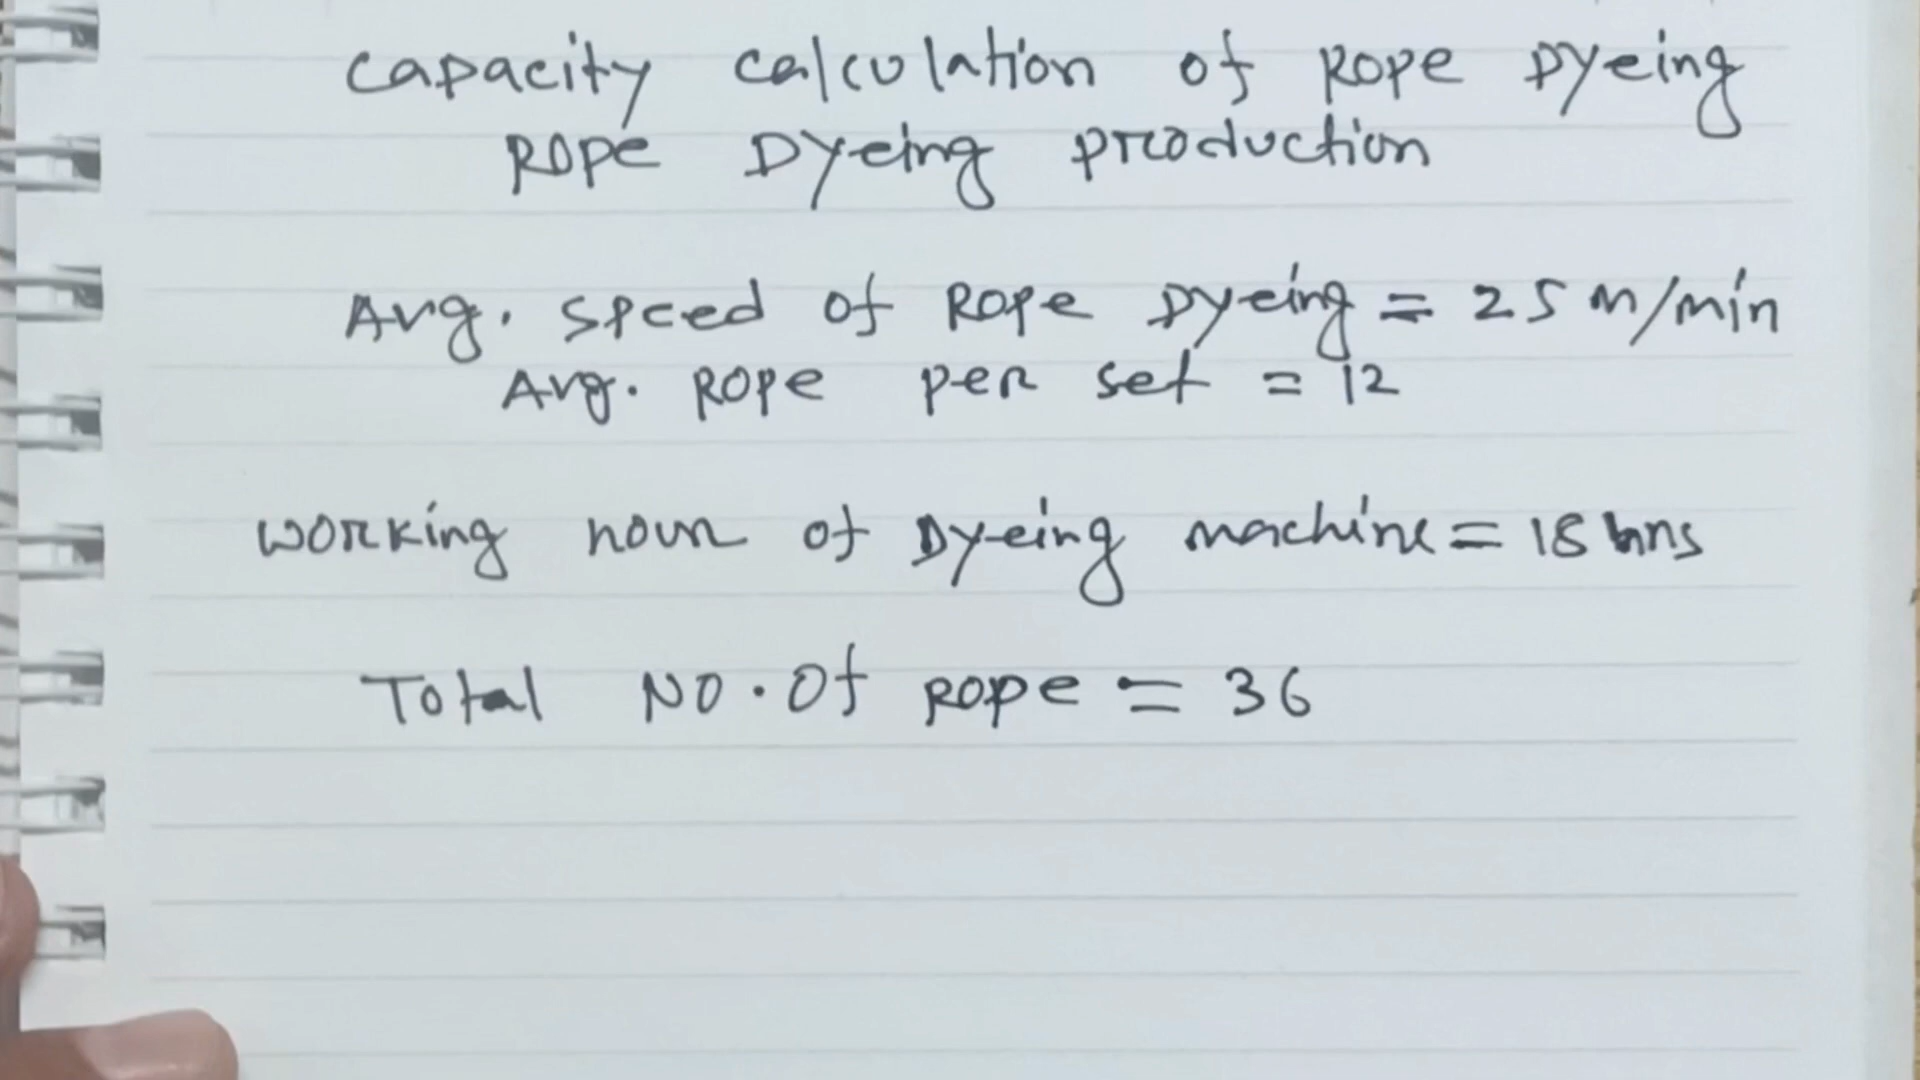 Capacity calculation of Rope Dyeing
Rope Dyeing production
Avg. speed of Rope Dyeing = 25 m/min
Avg. Rope per set = 12
Working hour of Dyeing machine = 18 hrs
Total No. Of Rope = 36